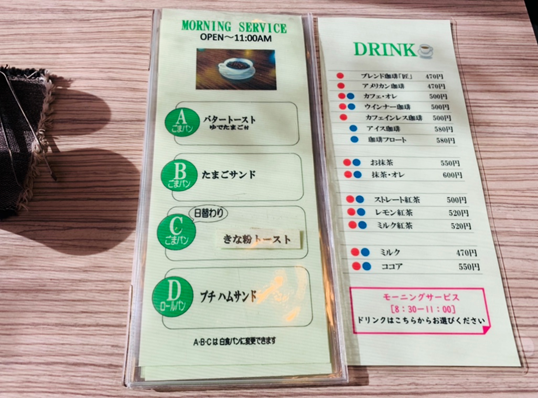 MORNING SERVICE
OPEN～11:00AM
A
ごまパン
バタートースト
ゆでたまご付
B
ごまパン
たまごサンド
C
ごまパン
日替わり
きな粉トースト
D
ロールパン
プチ ハムサンド
A・B・Cは 白食パンに変更できます
DRINK
ブレンド珈琲「匠」 470円
アメリカン珈琲 470円
カフェ・オレ 500円
ウインナー珈琲 500円
カフェインレス珈琲 500円
アイス珈琲 580円
珈琲フロート 580円
お抹茶 550円
抹茶・オレ 600円
ストレート紅茶 500円
レモン紅茶 520円
ミルク紅茶 520円
ミルク 470円
ココア 550円
モーニングサービス
[8:30ー11:00]
ドリンクはこちらからお選びください